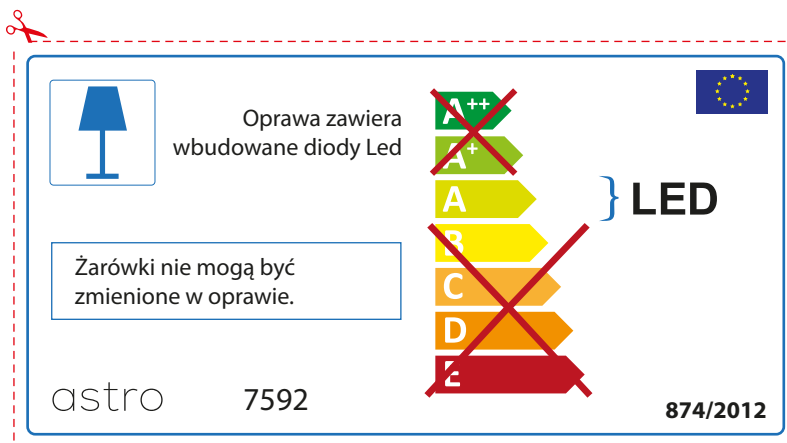 Oprawa zawiera
wbudowane diody Led
A++
A+
A
B
C
D
E
LED
Żarówki nie mogą być
zmienione w oprawie.
astro
7592
874/2012